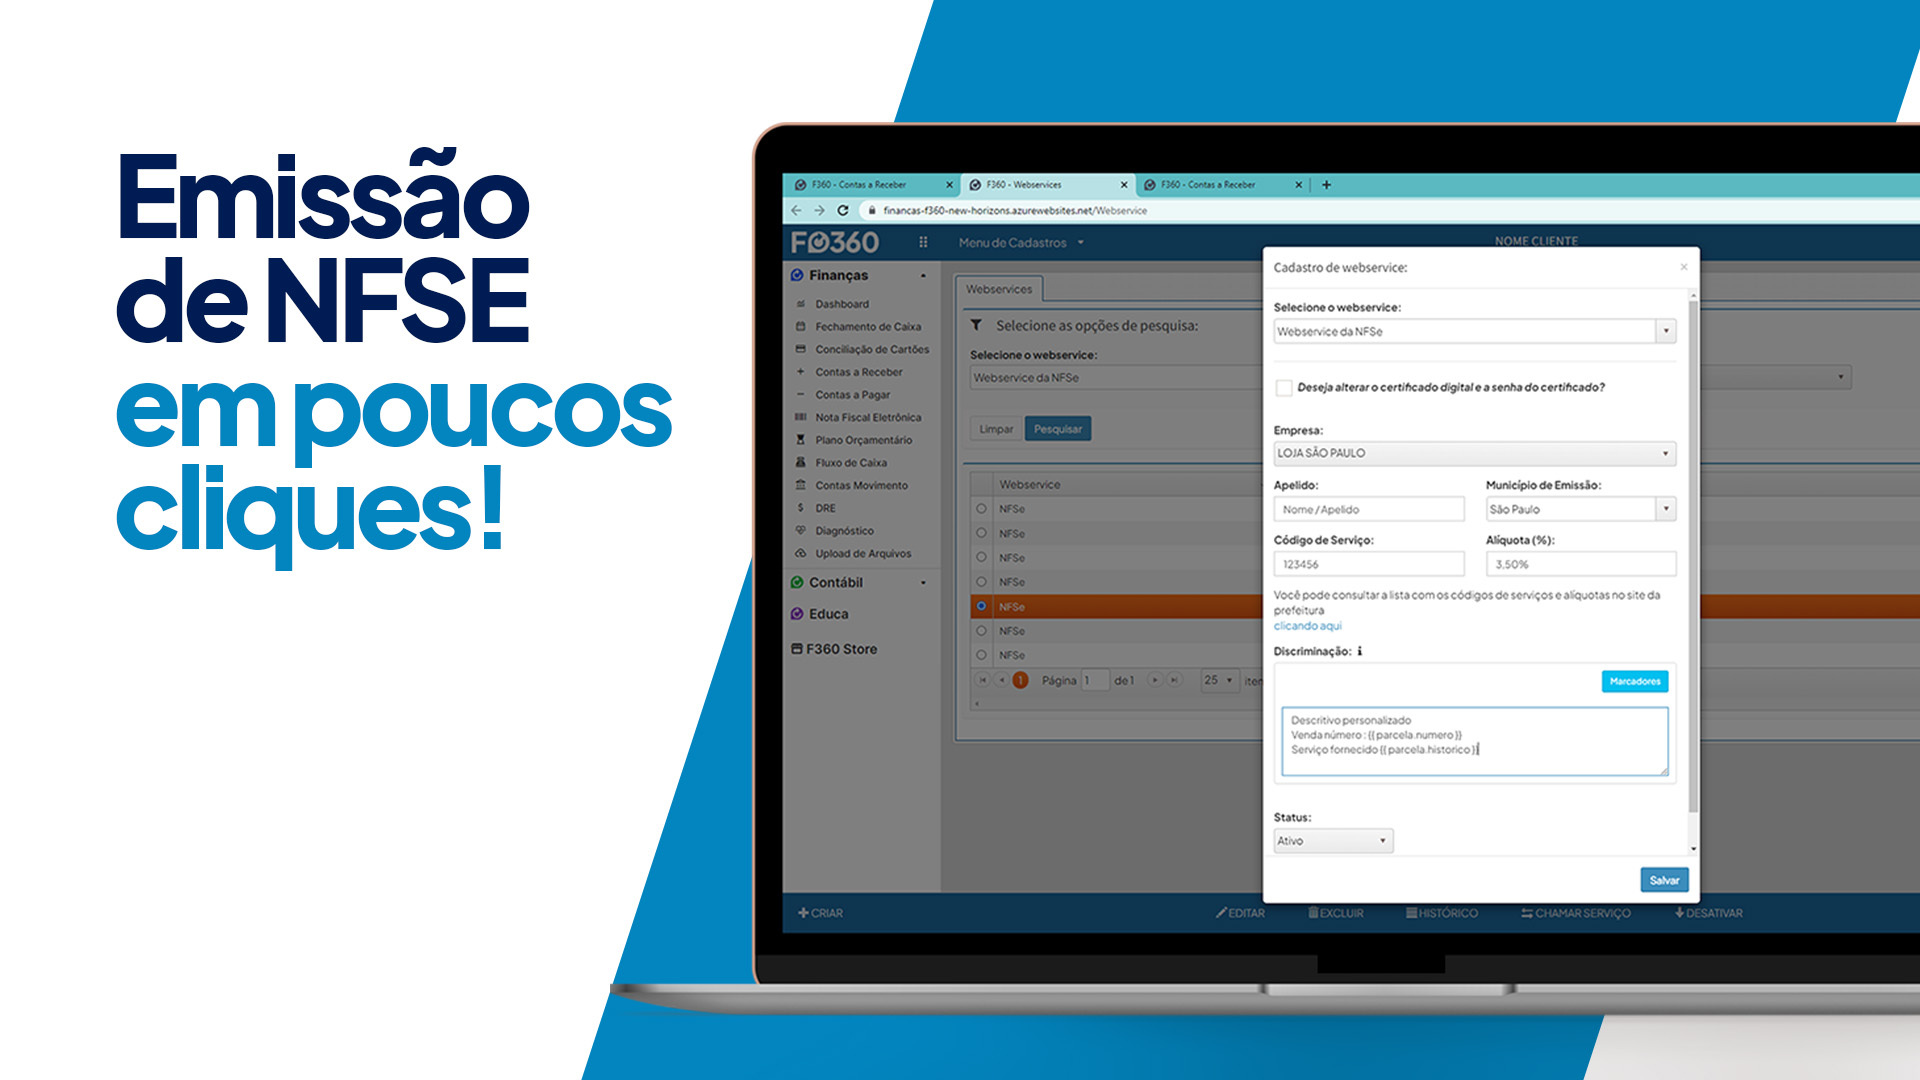 Emissão
de NFSE
em poucos
cliques!
F360 - Contas a Receber
F360 - Webservices
F360 - Contas a Receber
financas-f360-new-horizons.azurewebsites.net/Webservice
F360
Menu de Cadastros
NOME CLIENTE
Finanças
Dashboard
Fechamento de Caixa
Conciliação de Cartões
Contas a Receber
Contas a Pagar
Nota Fiscal Eletrônica
Plano Orçamentário
Fluxo de Caixa
Contas Movimento
DRE
Diagnóstico
Upload de Arquivos
Contábil
Educa
F360 Store
Webservices
Selecione as opções de pesquisa:
Selecione o webservice:
Webservice da NFSe
Limpar
Pesquisar
Webservice
NFSe
NFSe
NFSe
NFSe
NFSe
NFSe
NFSe
1
Página 1 de 1
25
iten
Cadastro de webservice:
Selecione o webservice:
Webservice da NFSe
Deseja alterar o certificado digital e a senha do certificado?
Empresa:
LOJA SÃO PAULO
Apelido:
Município de Emissão:
Nome / Apelido
São Paulo
Código de Serviço:
Alíquota (%):
123456
3,50%
Você pode consultar a lista com os códigos de serviços e alíquotas no site da
prefeitura
clicando aqui
Discriminação:
Marcadores
Descritivo personalizado
Venda número : {{ parcela.numero }}
Serviço fornecido {{ parcela.historico }}
Status:
Ativo
Salvar
CRIAR
EDITAR
EXCLUIR
HISTÓRICO
CHAMAR SERVIÇO
DESATIVAR